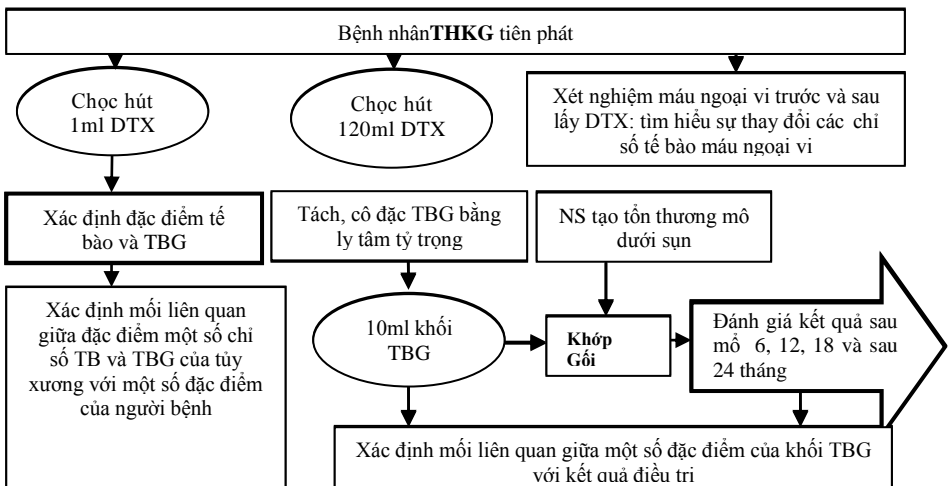 Bệnh nhânTHKG tiên phát
Chọc hút
1ml DTX
Chọc hút
120ml DTX
Xét nghiệm máu ngoại vi trước và sau
lấy DTX: tìm hiểu sự thay đổi các chỉ
số tế bào máu ngoại vi
Xác định đặc điểm tế
bào và TBG
Tách, cô đặc TBG bằng
ly tâm tỷ trọng
NS tạo tổn thương mô
dưới sụn
Xác định mối liên quan
giữa đặc điểm một số chỉ
số TB và TBG của tủy
xương với một số đặc điểm
của người bệnh
10ml khối
TBG
Khớp
Gối
Đánh giá kết quả sau
mổ 6, 12, 18 và sau
24 tháng
Xác định mối liên quan giữa một số đặc điểm của khối TBG
với kết quả điều trị